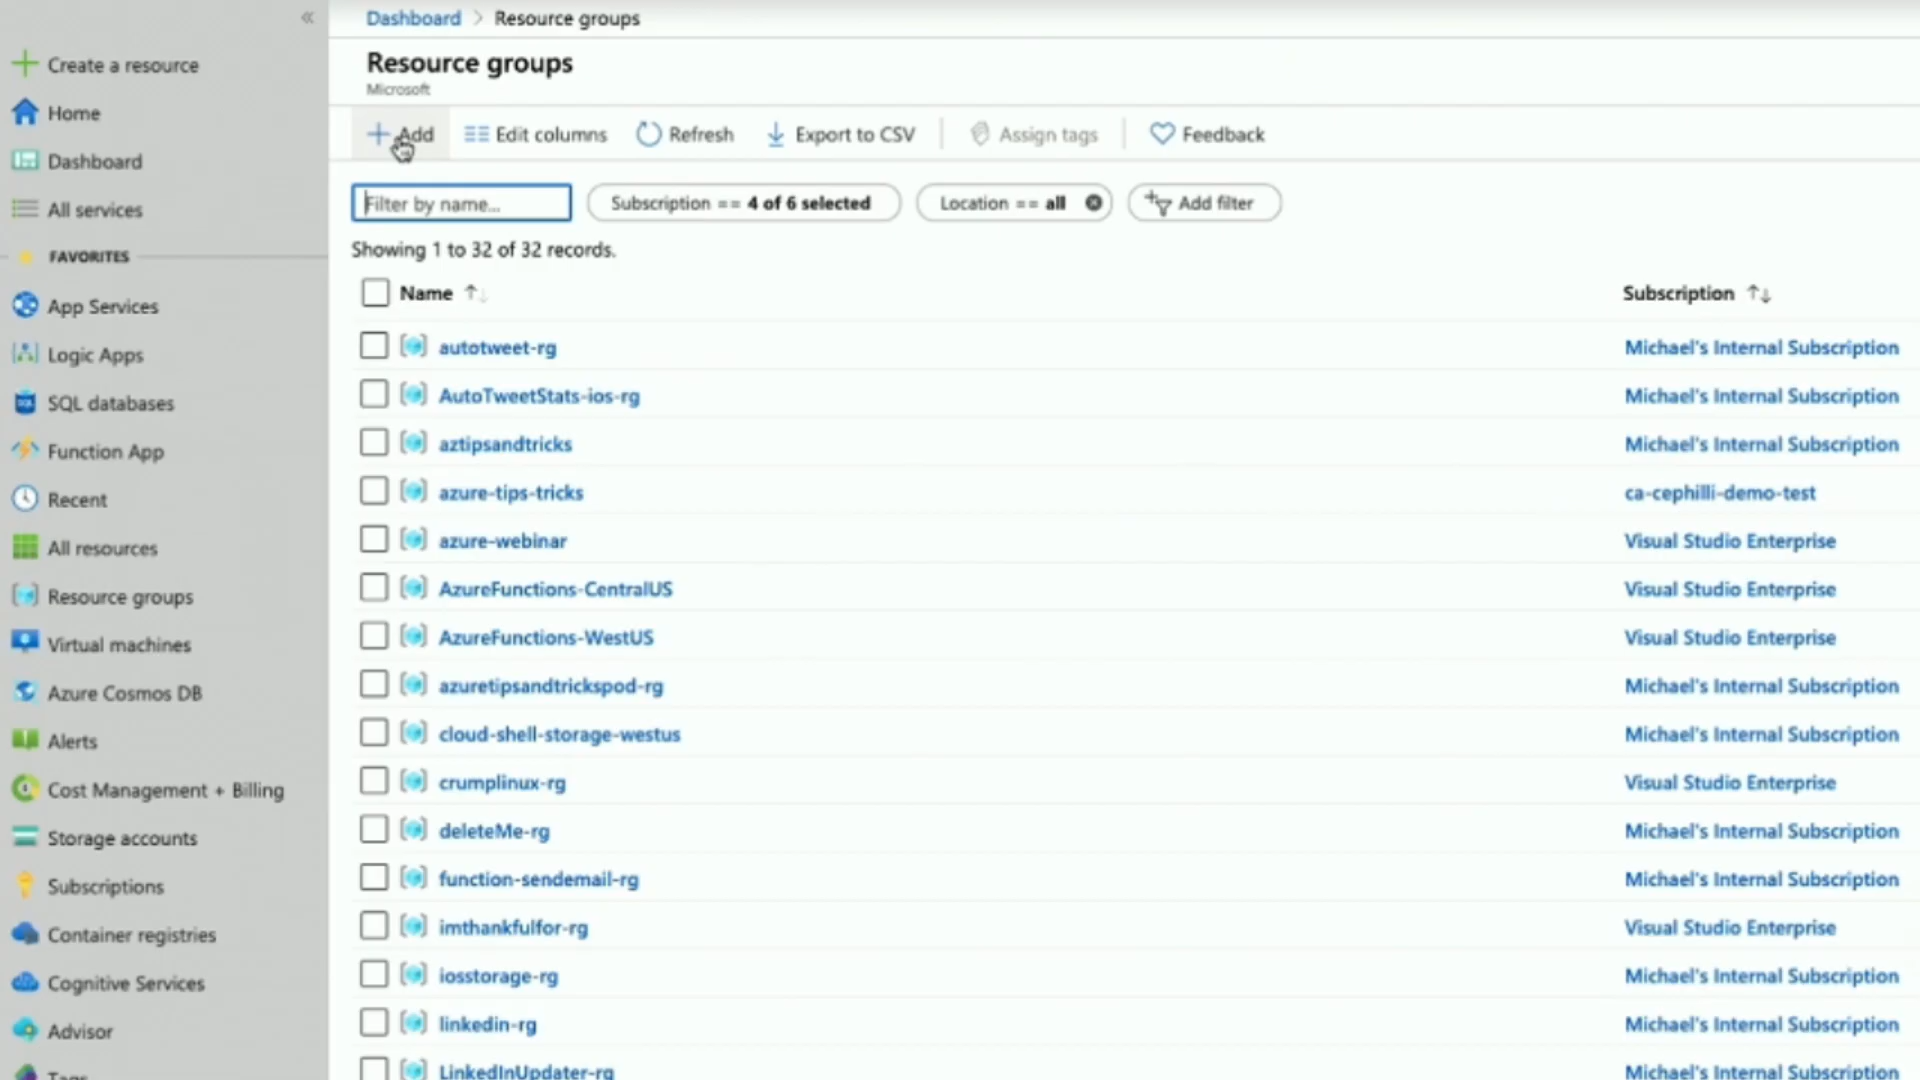 «
Dashboard > Resource groups
Resource groups
Microsoft
Add Edit columns Refresh Export to CSV Assign tags Feedback
Filter by name... Subscription == 4 of 6 selected Location == all Add filter
Showing 1 to 32 of 32 records.
Name ↑↓ Subscription ↑↓
autotweet-rg Michael's Internal Subscription
AutoTweetStats-ios-rg Michael's Internal Subscription
aztipsandtricks Michael's Internal Subscription
azure-tips-tricks ca-cephilli-demo-test
azure-webinar Visual Studio Enterprise
AzureFunctions-CentralUS Visual Studio Enterprise
AzureFunctions-WestUS Visual Studio Enterprise
azuretipsandtrickspod-rg Michael's Internal Subscription
cloud-shell-storage-westus Michael's Internal Subscription
crumplinux-rg Visual Studio Enterprise
deleteMe-rg Michael's Internal Subscription
function-sendemail-rg Michael's Internal Subscription
imthankfulfor-rg Visual Studio Enterprise
iosstorage-rg Michael's Internal Subscription
linkedin-rg Michael's Internal Subscription
LinkedInUpdater-rg Michael's Internal Subscription
Create a resource
Home
Dashboard
All services
FAVORITES
App Services
Logic Apps
SQL databases
Function App
Recent
All resources
Resource groups
Virtual machines
Azure Cosmos DB
Alerts
Cost Management + Billing
Storage accounts
Subscriptions
Container registries
Cognitive Services
Advisor
Tags